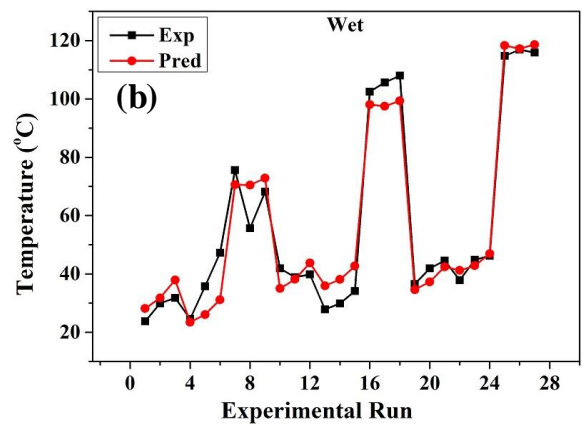 Wet
Exp
Pred
(b)
Temperature (°C)
120
100
80
60
40
20
0 4 8 12 16 20 24 28
Experimental Run